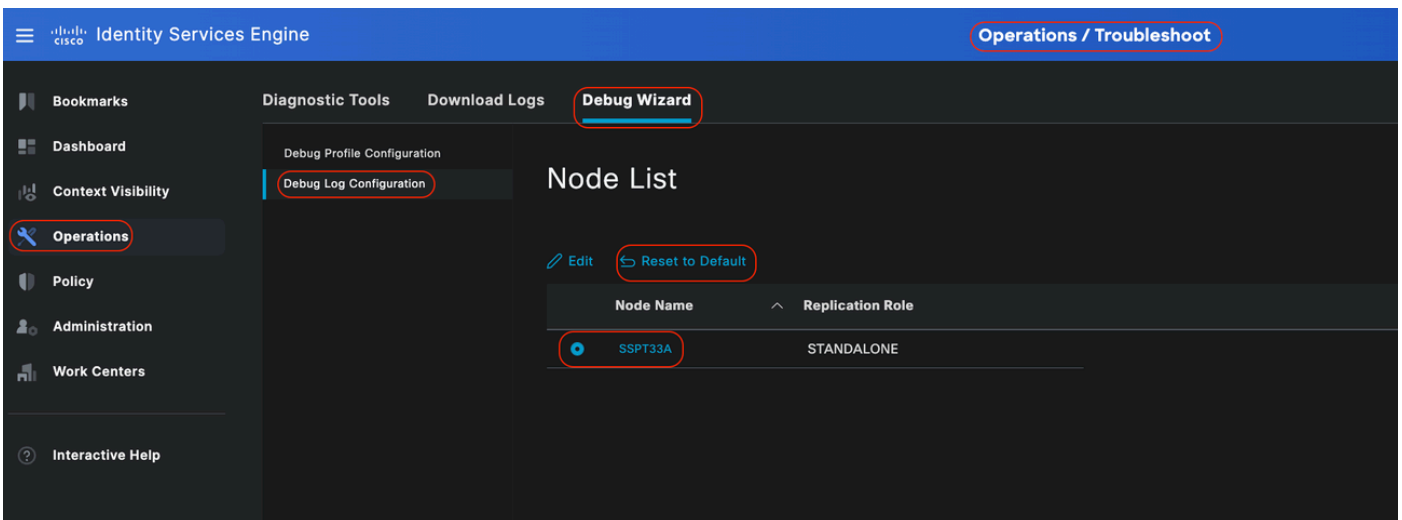 cisco Identity Services Engine
Operations / Troubleshoot
Bookmarks
Dashboard
Context Visibility
Operations
Policy
Administration
Work Centers
Interactive Help
Diagnostic Tools
Download Logs
Debug Wizard
Debug Profile Configuration
Debug Log Configuration
Node List
Edit
Reset to Default
Node Name
Replication Role
SSPT33A
STANDALONE